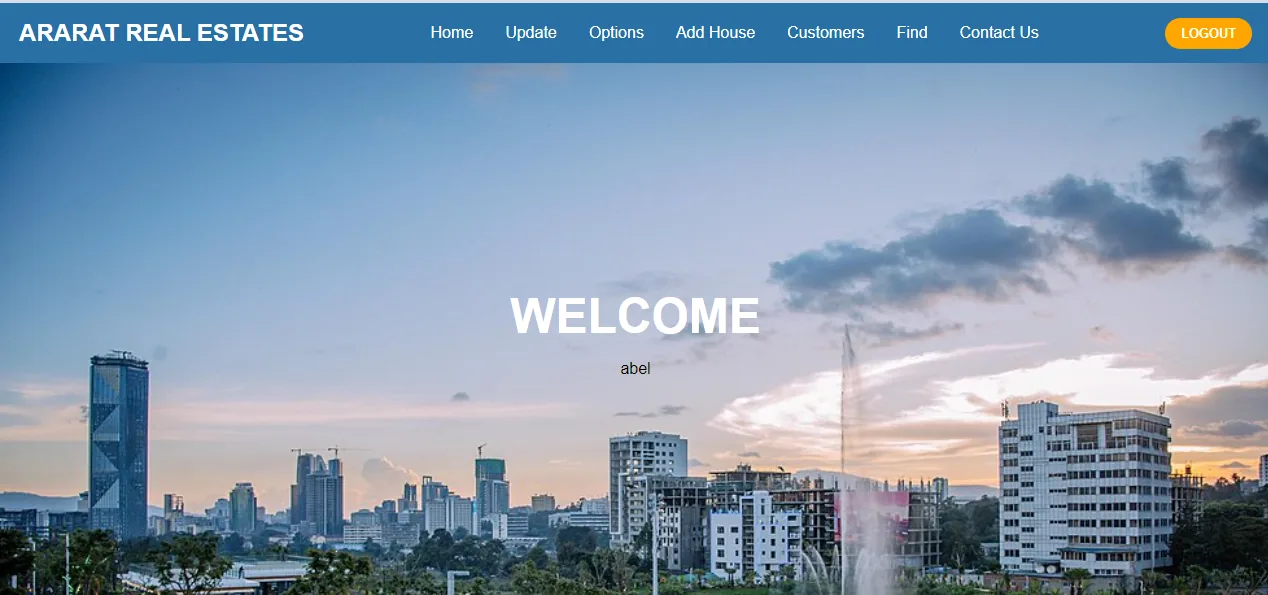 ARARAT REAL ESTATES Home Update Options Add House Customers Find Contact Us LOGOUT
WELCOME
abel